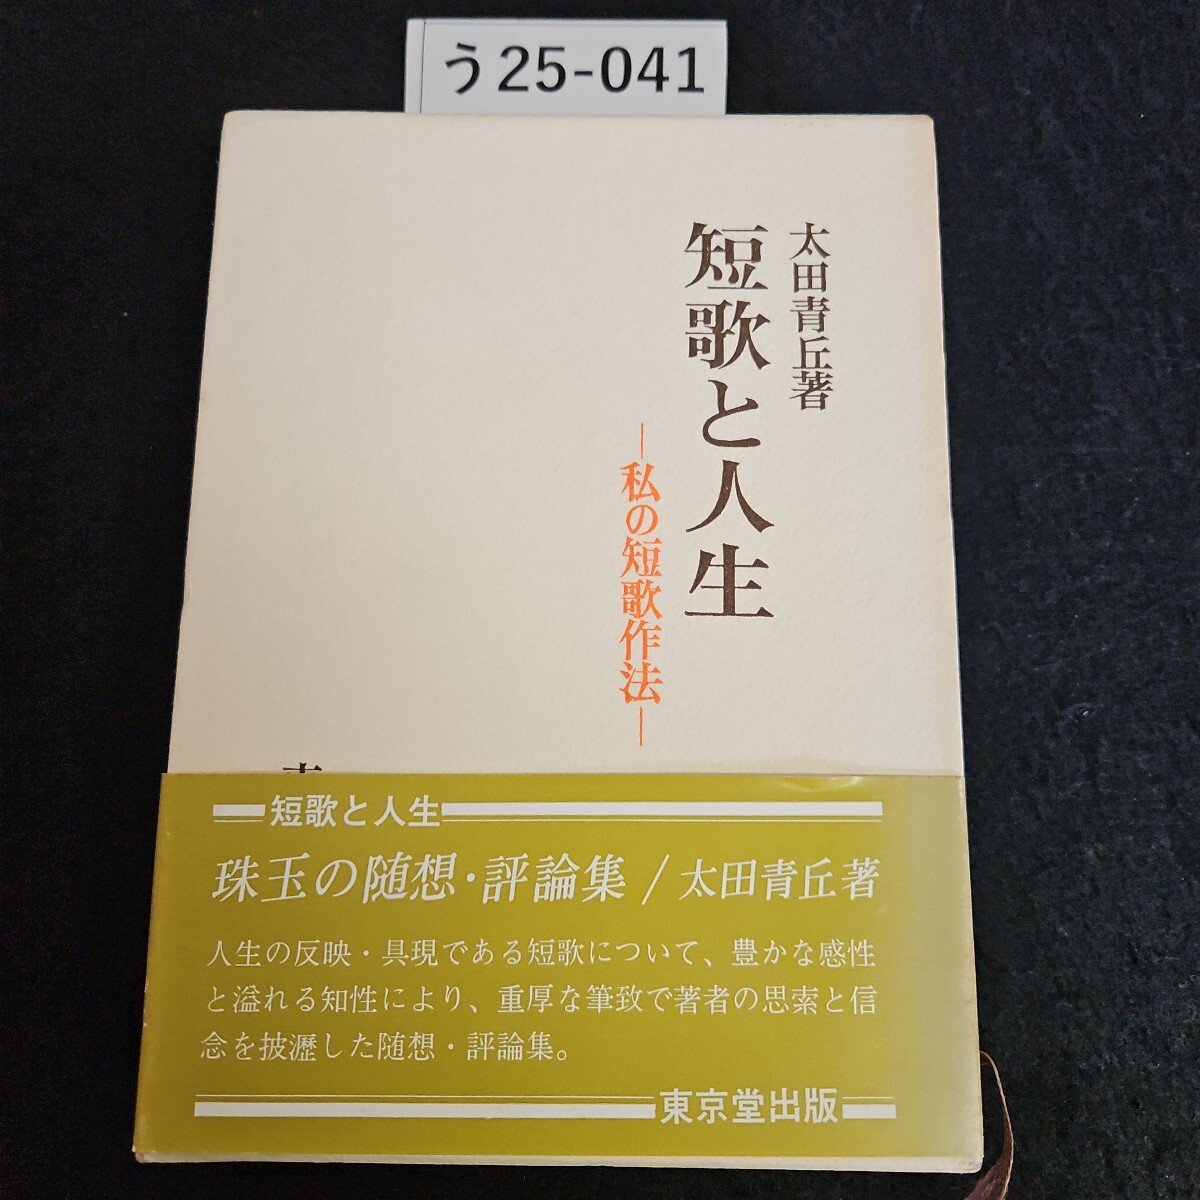 う25-041
太田青丘著
短歌と人生
―私の短歌作法―
短歌と人生
珠玉の随想・評論集/太田青丘著
人生の反映・具現である短歌について、豊かな感性
と溢れる知性により、重厚な筆致で著者の思索と信
念を披瀝した随想・評論集。
東京堂出版